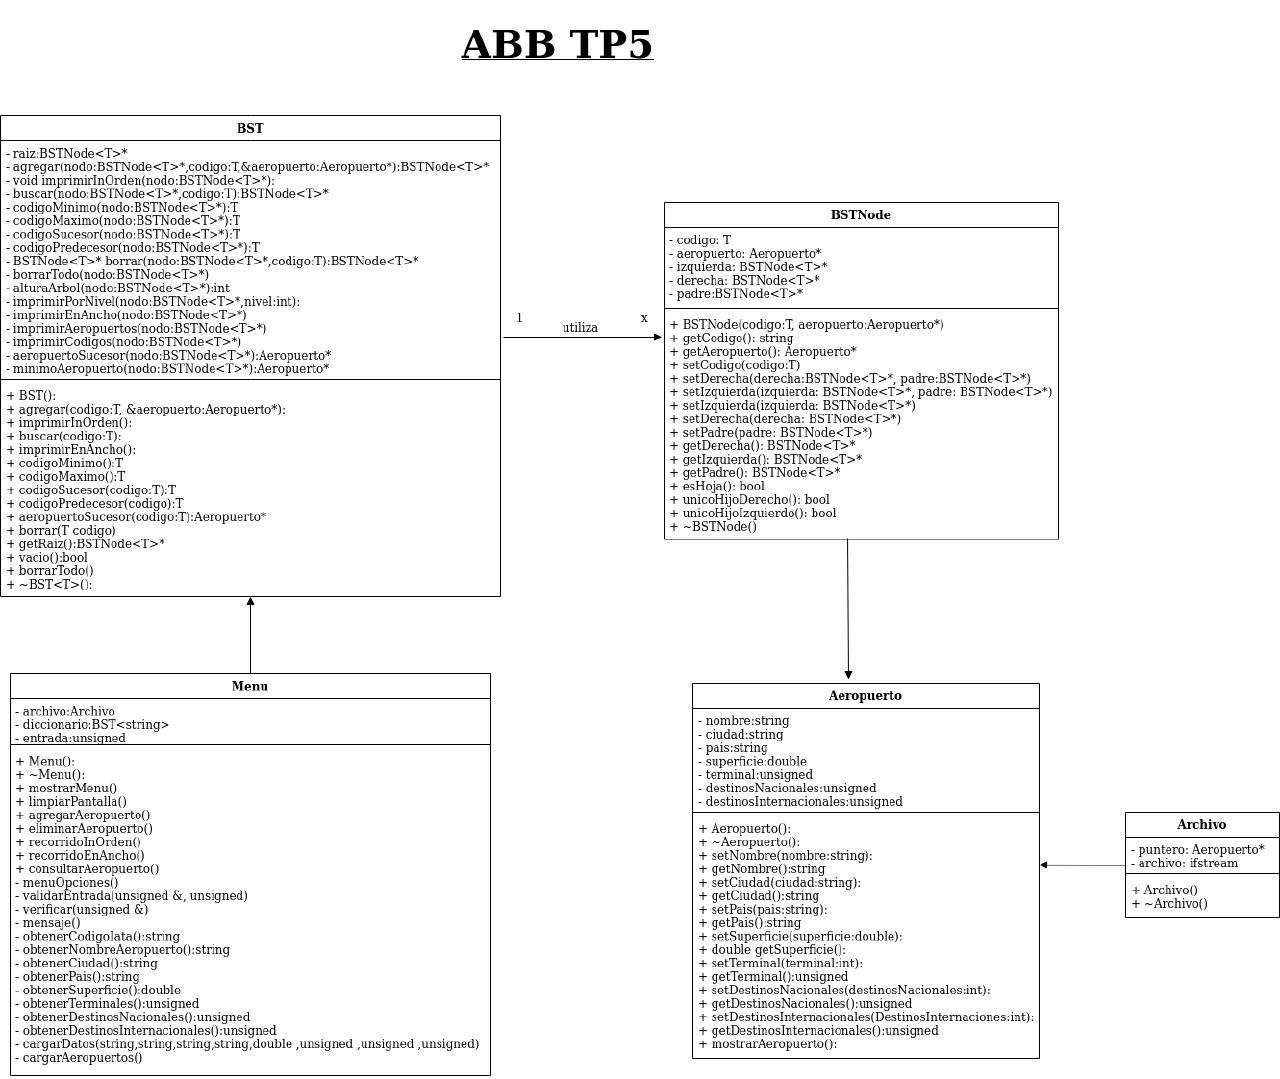 ABB TP5
BST
- raiz:BSTNode<T>*
- agregar(nodo:BSTNode<T>*,codigo:T,&aeropuerto:Aeropuerto*):BSTNode<T>*
- void imprimirInOrden(nodo:BSTNode<T>*):
- buscar(nodo:BSTNode<T>*,codigo:T):BSTNode<T>*
- codigoMinimo(nodo:BSTNode<T>*):T
- codigoMaximo(nodo:BSTNode<T>*):T
- codigoSucesor(nodo:BSTNode<T>*):T
- codigoPredecesor(nodo:BSTNode<T>*):T
- BSTNode<T>* borrar(nodo:BSTNode<T>*,codigo:T):BSTNode<T>*
- borrarTodo(nodo:BSTNode<T>*)
- alturaArbol(nodo:BSTNode<T>*):int
- imprimirPorNivel(nodo:BSTNode<T>*,nivel:int):
- imprimirEnAncho(nodo:BSTNode<T>*)
- imprimirAeropuertos(nodo:BSTNode<T>*)
- imprimirCodigos(nodo:BSTNode<T>*)
- aeropuertoSucesor(nodo:BSTNode<T>*):Aeropuerto*
- minimoAeropuerto(nodo:BSTNode<T>*):Aeropuerto*
+ BST():
+ agregar(codigo:T, &aeropuerto:Aeropuerto*):
+ imprimirInOrden():
+ buscar(codigo:T):
+ imprimirEnAncho():
+ codigoMinimo():T
+ codigoMaximo():T
+ codigoSucesor(codigo:T):T
+ codigoPredecesor(codigo):T
+ aeropuertoSucesor(codigo:T):Aeropuerto*
+ borrar(T codigo)
+ getRaiz():BSTNode<T>*
+ vacio():bool
+ borrarTodo()
+ ~BST<T>():
1
x
utiliza
BSTNode
- codigo: T
- aeropuerto: Aeropuerto*
- izquierda: BSTNode<T>*
- derecha: BSTNode<T>*
- padre:BSTNode<T>*
+ BSTNode(codigo:T, aeropuerto:Aeropuerto*)
+ getCodigo(): string
+ getAeropuerto(): Aeropuerto*
+ setCodigo(codigo:T)
+ setDerecha(derecha:BSTNode<T>*, padre:BSTNode<T>*)
+ setIzquierda(izquierda: BSTNode<T>*, padre: BSTNode<T>*)
+ setIzquierda(izquierda: BSTNode<T>*)
+ setDerecha(derecha: BSTNode<T>*)
+ setPadre(padre: BSTNode<T>*)
+ getDerecha(): BSTNode<T>*
+ getIzquierda(): BSTNode<T>*
+ getPadre(): BSTNode<T>*
+ esHoja(): bool
+ unicoHijoDerecho(): bool
+ unicoHijoIzquierdo(): bool
+ ~BSTNode()
Menu
- archivo:Archivo
- diccionario:BST<string>
- entrada:unsigned
+ Menu():
+ ~Menu():
+ mostrarMenu()
+ limpiarPantalla()
+ agregarAeropuerto()
+ eliminarAeropuerto()
+ recorridoInOrden()
+ recorridoEnAncho()
+ consultarAeropuerto()
- menuOpciones()
- validarEntrada(unsigned &, unsigned)
- verificar(unsigned &)
- mensaje()
- obtenerCodigoIata():string
- obtenerNombreAeropuerto():string
- obtenerCiudad():string
- obtenerPais():string
- obtenerSuperficie():double
- obtenerTerminales():unsigned
- obtenerDestinosNacionales():unsigned
- obtenerDestinosInternacionales():unsigned
- cargarDatos(string,string,string,string,double ,unsigned ,unsigned ,unsigned)
- cargarAeropuertos()
Aeropuerto
- nombre:string
- ciudad:string
- pais:string
- superficie:double
- terminal:unsigned
- destinosNacionales:unsigned
- destinosInternacionales:unsigned
+ Aeropuerto():
+ ~Aeropuerto():
+ setNombre(nombre:string):
+ getNombre():string
+ setCiudad(ciudad:string):
+ getCiudad():string
+ setPais(pais:string):
+ getPais():string
+ setSuperficie(superficie:double):
+ double getSuperficie():
+ setTerminal(terminal:int):
+ getTerminal():unsigned
+ setDestinosNacionales(destinosNacionales:int):
+ getDestinosNacionales():unsigned
+ setDestinosInternacionales(DestinosInternaciones:int):
+ getDestinosInternacionales():unsigned
+ mostrarAeropuerto():
Archivo
- puntero: Aeropuerto*
- archivo: ifstream
+ Archivo()
+ ~Archivo()